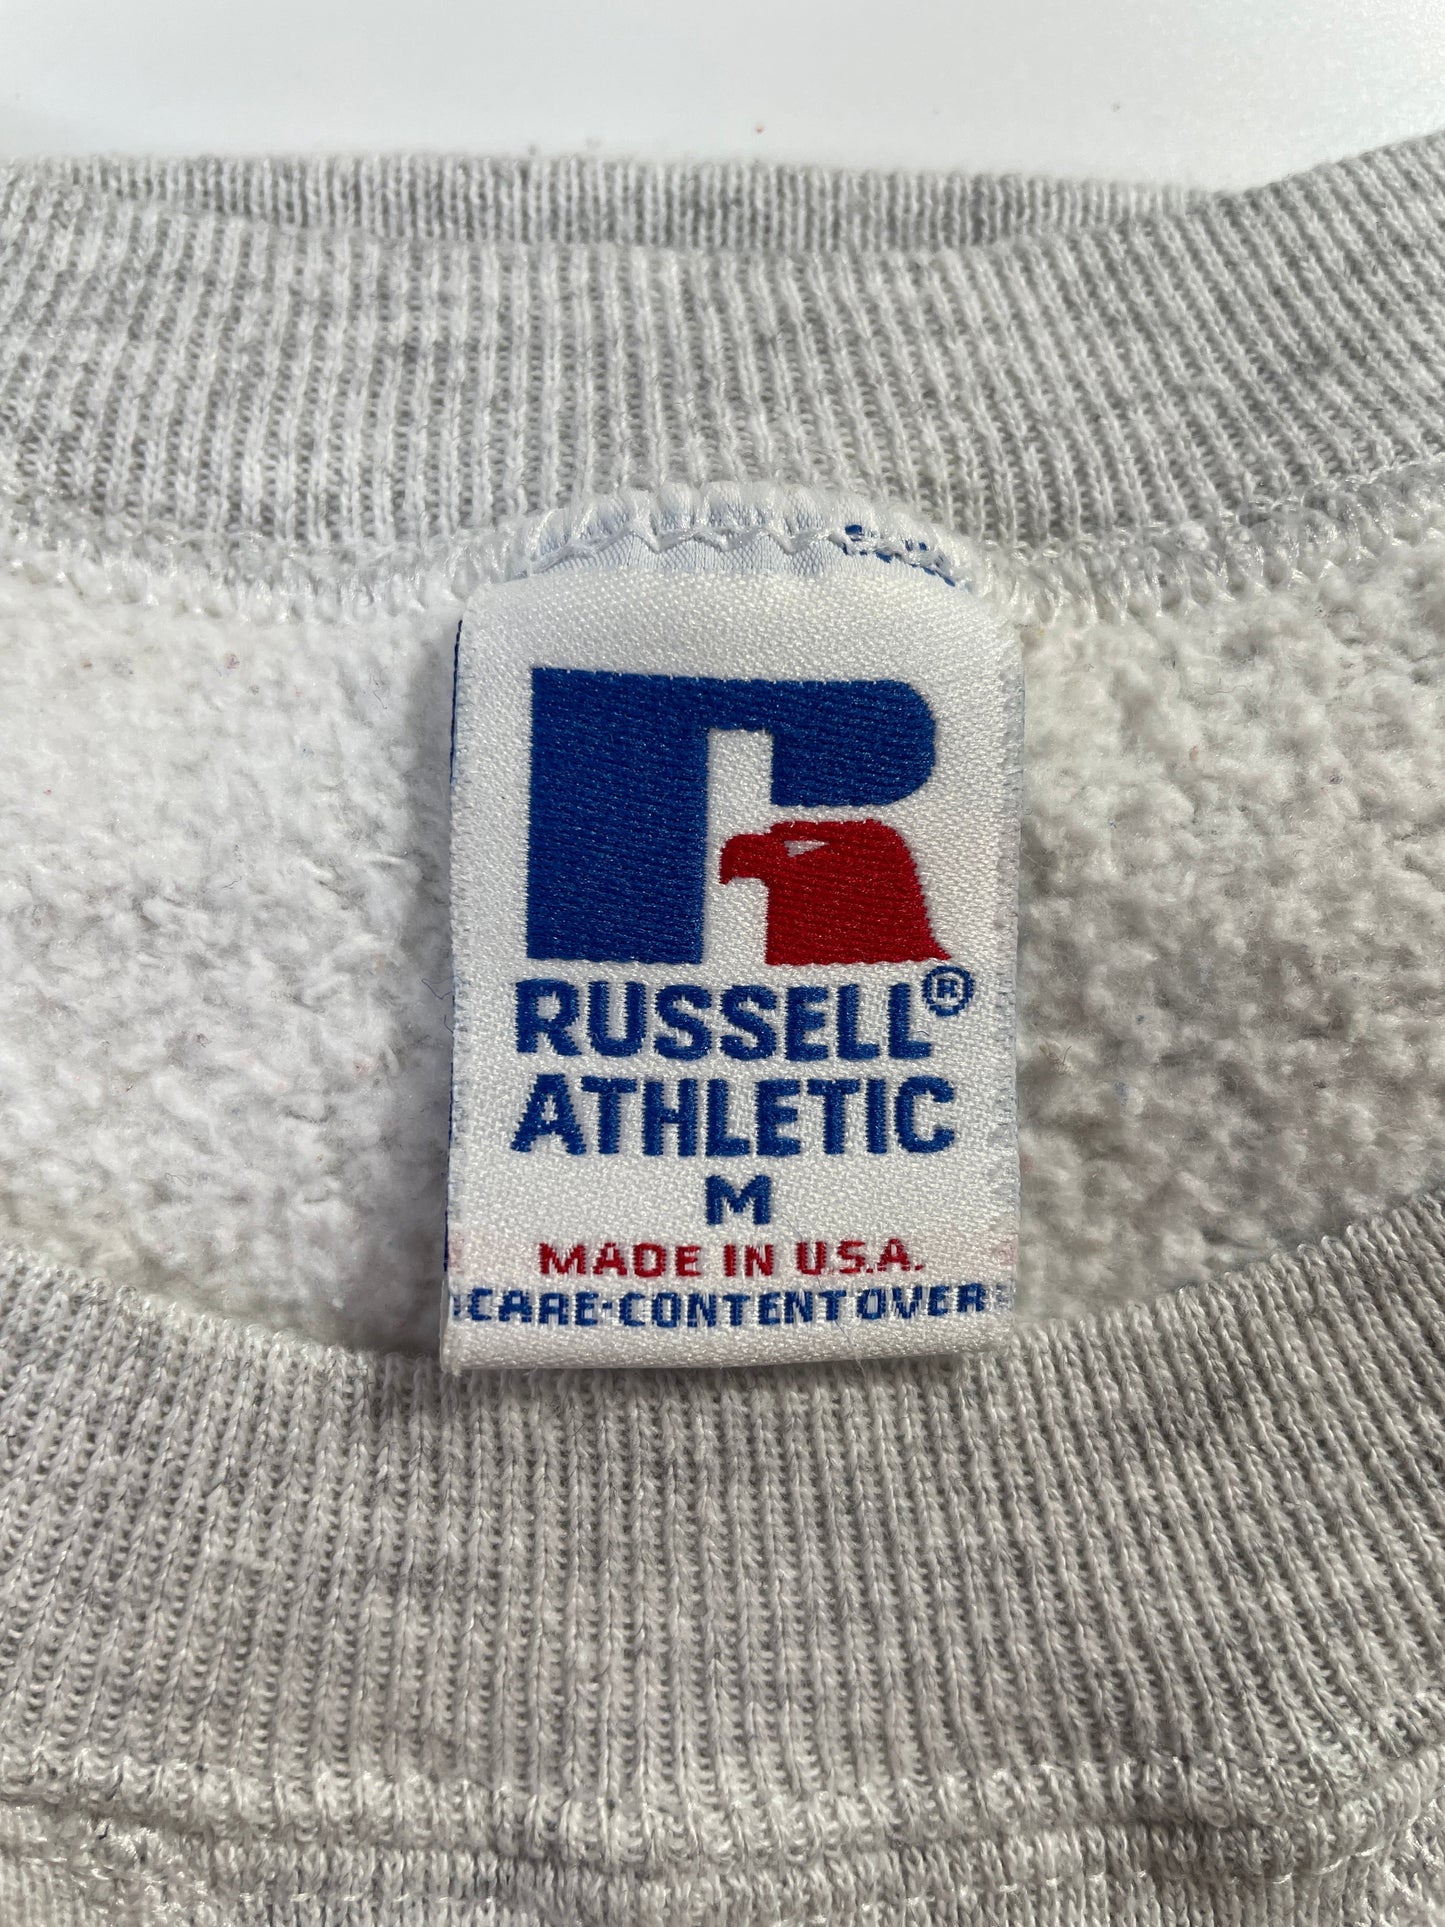 R
RUSSELL®
ATHLETIC
M
MADE IN U.S.A.
CARE-CONTENT OVER